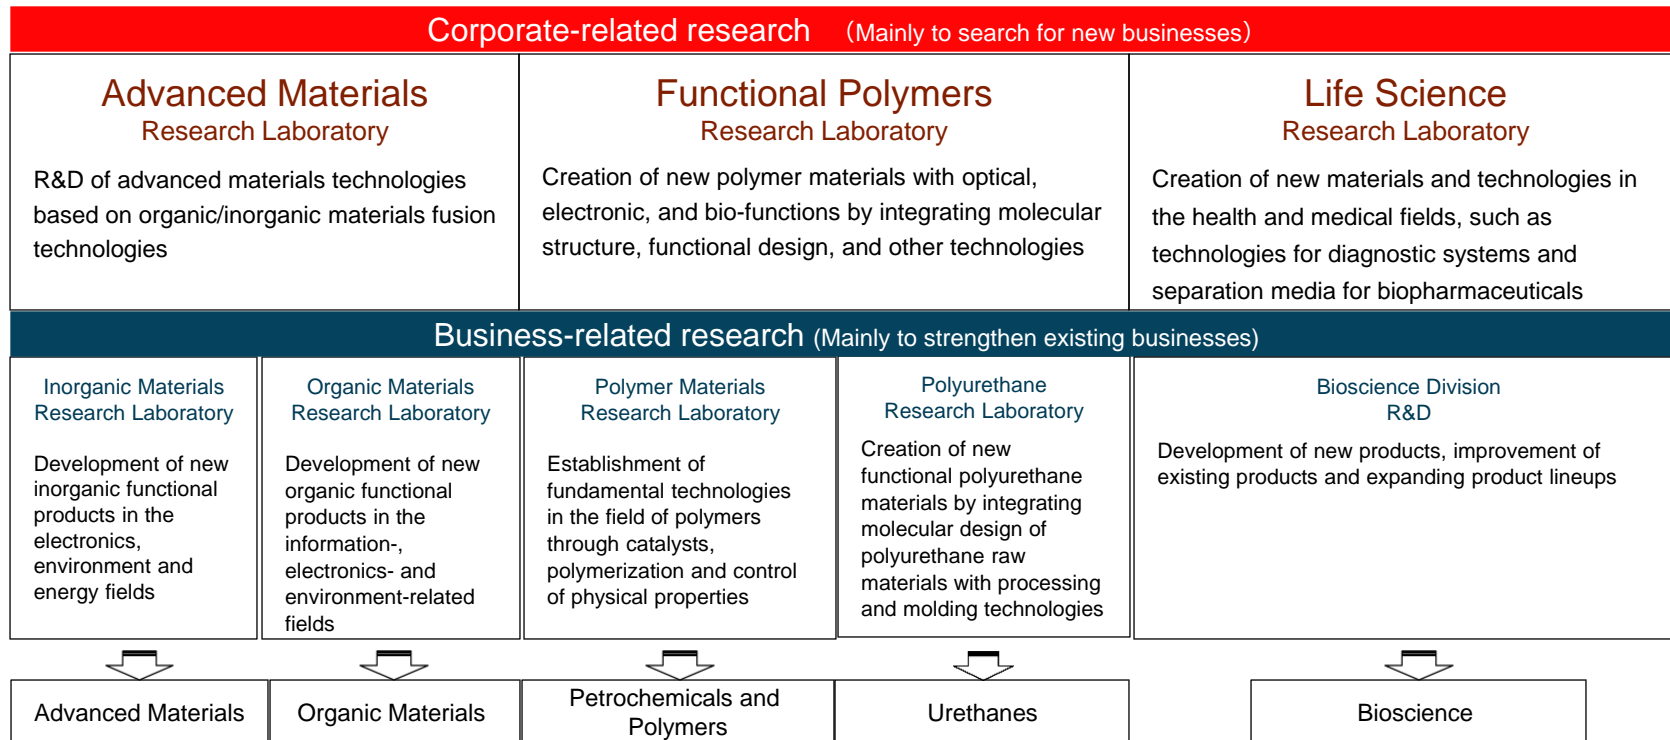 Corporate-related research （Mainly to search for new businesses）
Advanced Materials
Research Laboratory
R&D of advanced materials technologies
based on organic/inorganic materials fusion
technologies
Functional Polymers
Research Laboratory
Creation of new polymer materials with optical,
electronic, and bio-functions by integrating molecular
structure, functional design, and other technologies
Life Science
Research Laboratory
Creation of new materials and technologies in
the health and medical fields, such as
technologies for diagnostic systems and
separation media for biopharmaceuticals
Business-related research (Mainly to strengthen existing businesses)
Inorganic Materials
Research Laboratory
Development of new
inorganic functional
products in the
electronics,
environment and
energy fields
Organic Materials
Research Laboratory
Development of new
organic functional
products in the
information-,
electronics- and
environment-related
fields
Polymer Materials
Research Laboratory
Establishment of
fundamental technologies
in the field of polymers
through catalysts,
polymerization and control
of physical properties
Polyurethane
Research Laboratory
Creation of new
functional polyurethane
materials by integrating
molecular design of
polyurethane raw
materials with processing
and molding technologies
Bioscience Division
R&D
Development of new products, improvement of
existing products and expanding product lineups
Advanced Materials
Organic Materials
Petrochemicals and
Polymers
Urethanes
Bioscience